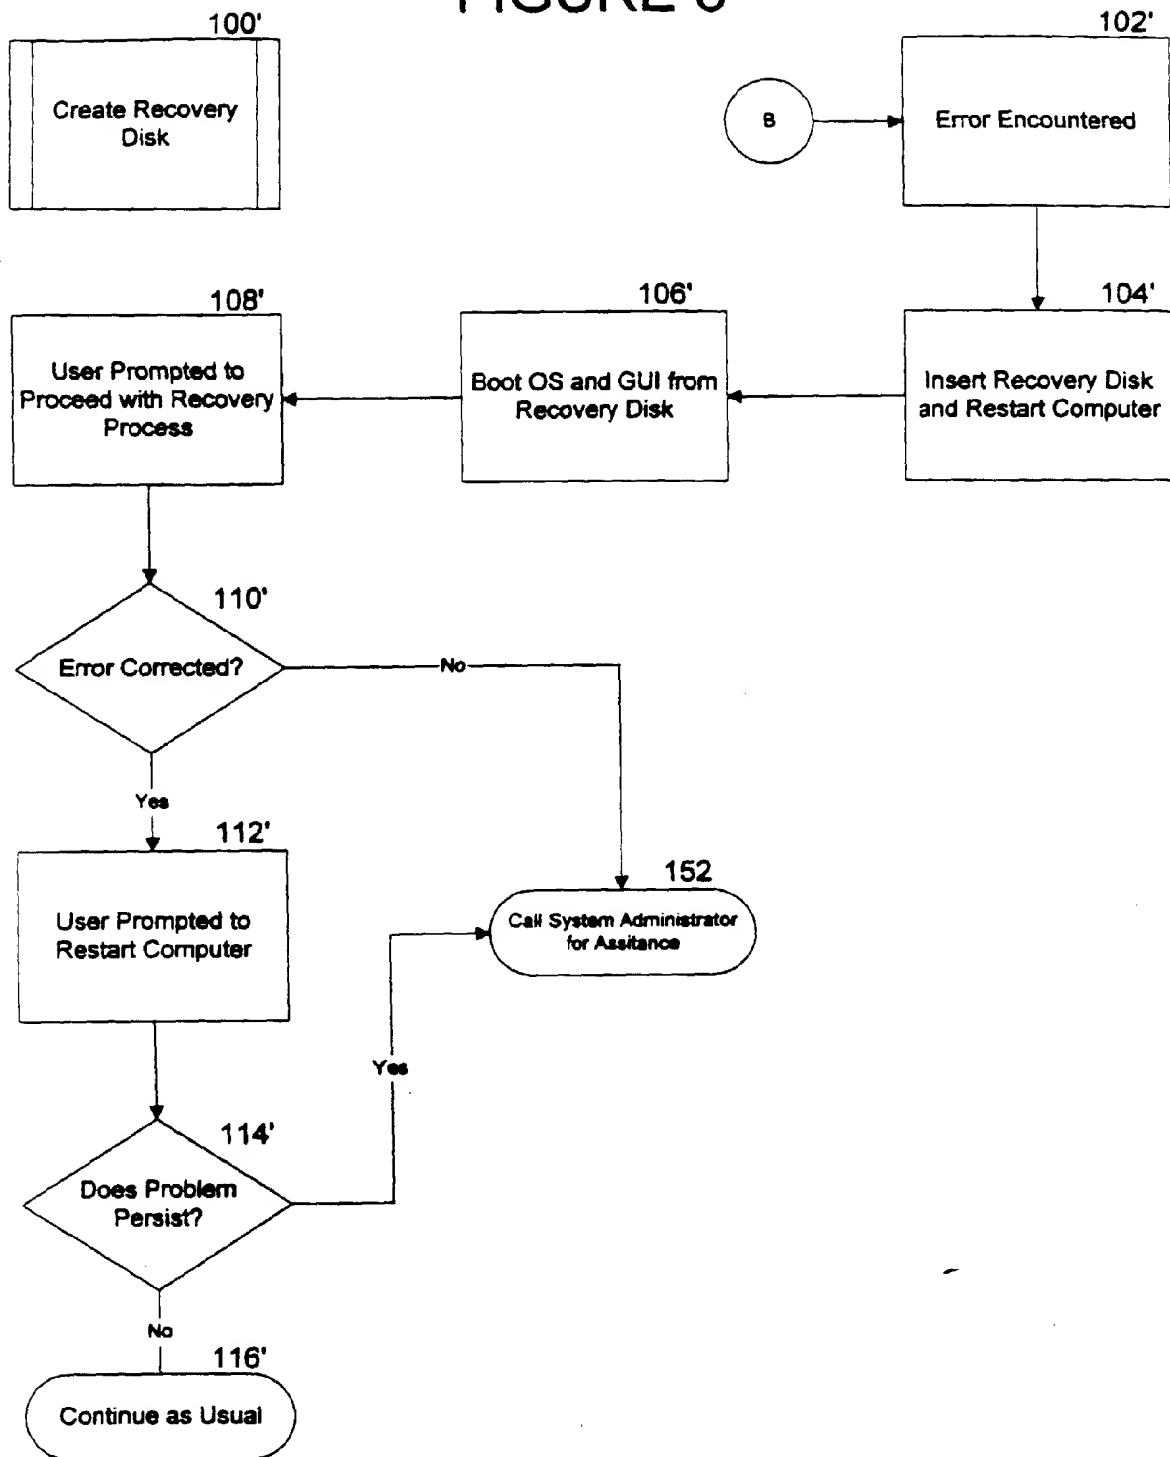 100'
Create Recovery
Disk
102'
B
Error Encountered
108'
User Prompted to
Proceed with Recovery
Process
106'
Boot OS and GUI from
Recovery Disk
104'
Insert Recovery Disk
and Restart Computer
110'
Error Corrected?
No
Yes
112'
User Prompted to
Restart Computer
152
Call System Administrator
for Assitance
Yes
114'
Does Problem
Persist?
No
116'
Continue as Usual